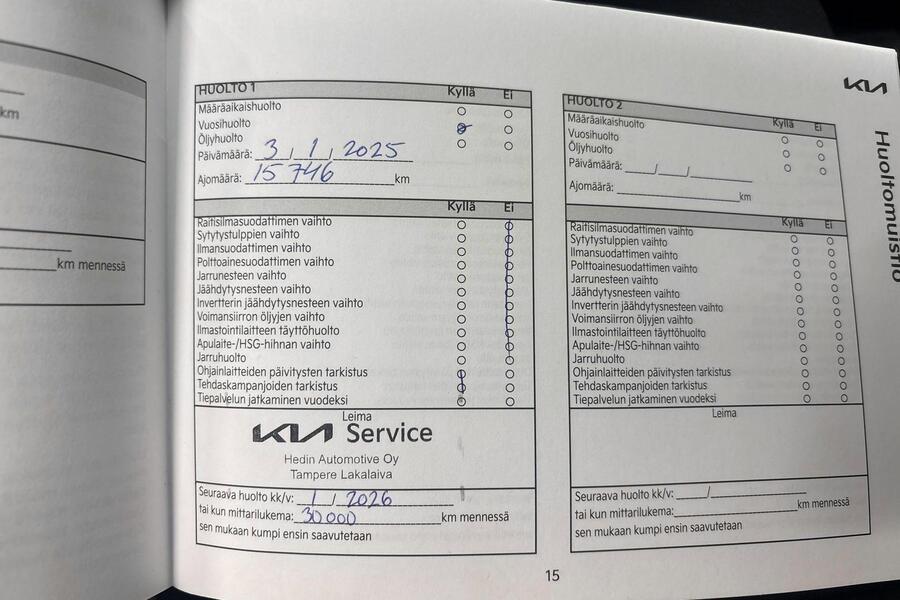 km
km mennessä
HUOLTO 1 Kyllä Ei
Määräaikaishuolto
Vuosihuolto
Öljyhuolto
Päivämäärä: 3 / 1 / 2025
Ajomäärä: 15 746 km
Kyllä Ei
Raitisilmasuodattimen vaihto
Sytytystulppien vaihto
Ilmansuodattimen vaihto
Polttoainesuodattimen vaihto
Jarrunesteen vaihto
Jäähdytysnesteen vaihto
Invertterin jäähdytysnesteen vaihto
Voimansiirron öljyjen vaihto
Ilmastointilaitteen täyttöhuolto
Apulaite-/HSG-hihnan vaihto
Jarruhuolto
Ohjainlaitteiden päivitysten tarkistus
Tehdaskampanjoiden tarkistus
Tiepalvelun jatkaminen vuodeksi
Leima
KIA Service
Hedin Automotive Oy
Tampere Lakalaiva
Seuraava huolto kk/v: 1 / 2026
tai kun mittarilukema: 30 000 km mennessä
sen mukaan kumpi ensin saavutetaan
15
HUOLTO 2 Kyllä Ei
Määräaikaishuolto
Vuosihuolto
Öljyhuolto
Päivämäärä: / /
Ajomäärä: km
Kyllä Ei
Raitisilmasuodattimen vaihto
Sytytystulppien vaihto
Ilmansuodattimen vaihto
Polttoainesuodattimen vaihto
Jarrunesteen vaihto
Jäähdytysnesteen vaihto
Invertterin jäähdytysnesteen vaihto
Voimansiirron öljyjen vaihto
Ilmastointilaitteen täyttöhuolto
Apulaite-/HSG-hihnan vaihto
Jarruhuolto
Ohjainlaitteiden päivitysten tarkistus
Tehdaskampanjoiden tarkistus
Tiepalvelun jatkaminen vuodeksi
Leima
Seuraava huolto kk/v: /
tai kun mittarilukema: km mennessä
sen mukaan kumpi ensin saavutetaan
KIA
Huoltomuistio